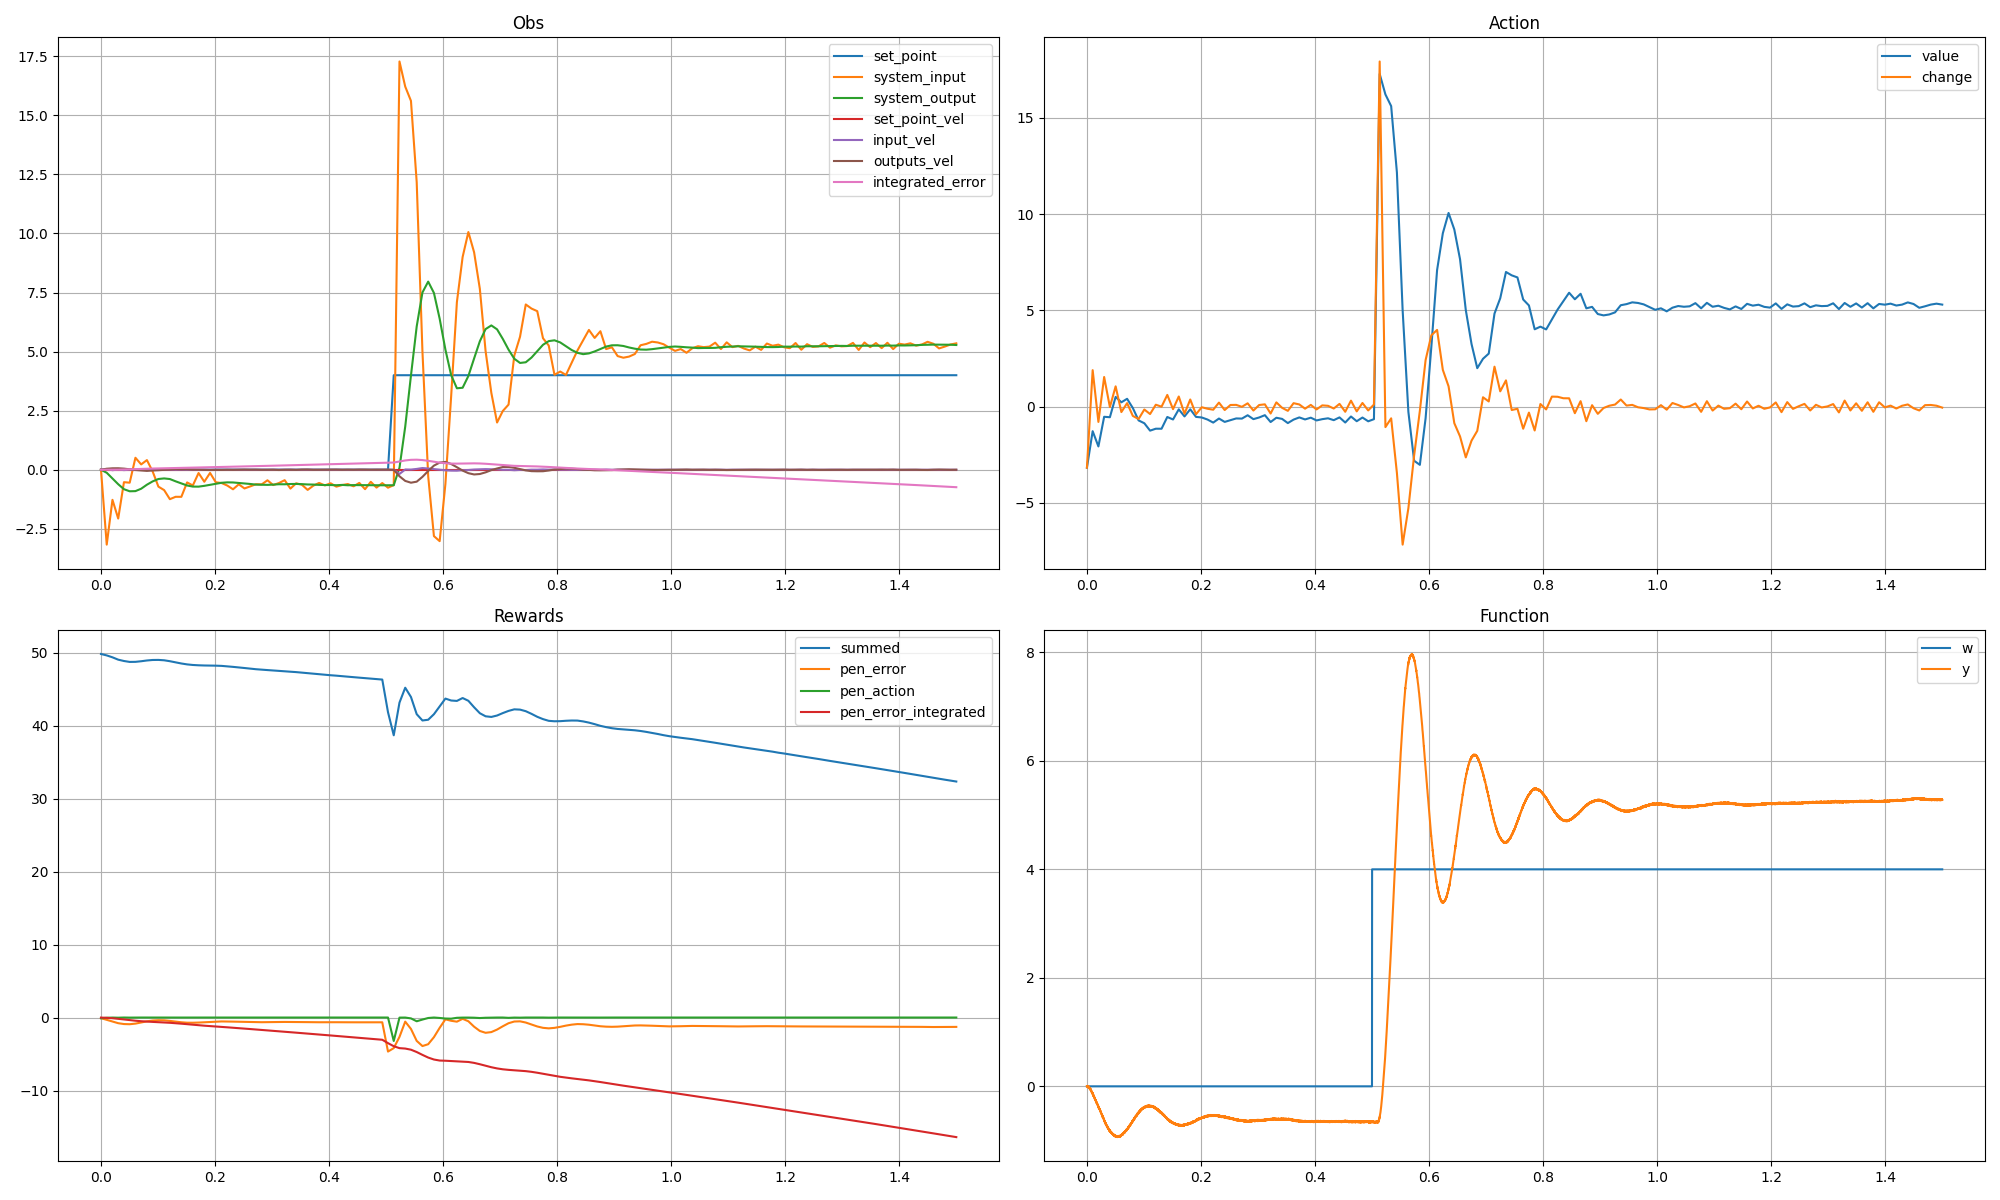 Obs
17.5
15.0
12.5
10.0
7.5
5.0
2.5
0.0
−2.5
0.0 0.2 0.4 0.6 0.8 1.0 1.2 1.4
set_point
system_input
system_output
set_point_vel
input_vel
outputs_vel
integrated_error
Action
15
10
5
0
−5
0.0 0.2 0.4 0.6 0.8 1.0 1.2 1.4
value
change
Rewards
50
40
30
20
10
0
−10
0.0 0.2 0.4 0.6 0.8 1.0 1.2 1.4
summed
pen_error
pen_action
pen_error_integrated
Function
8
6
4
2
0
0.0 0.2 0.4 0.6 0.8 1.0 1.2 1.4
w
y